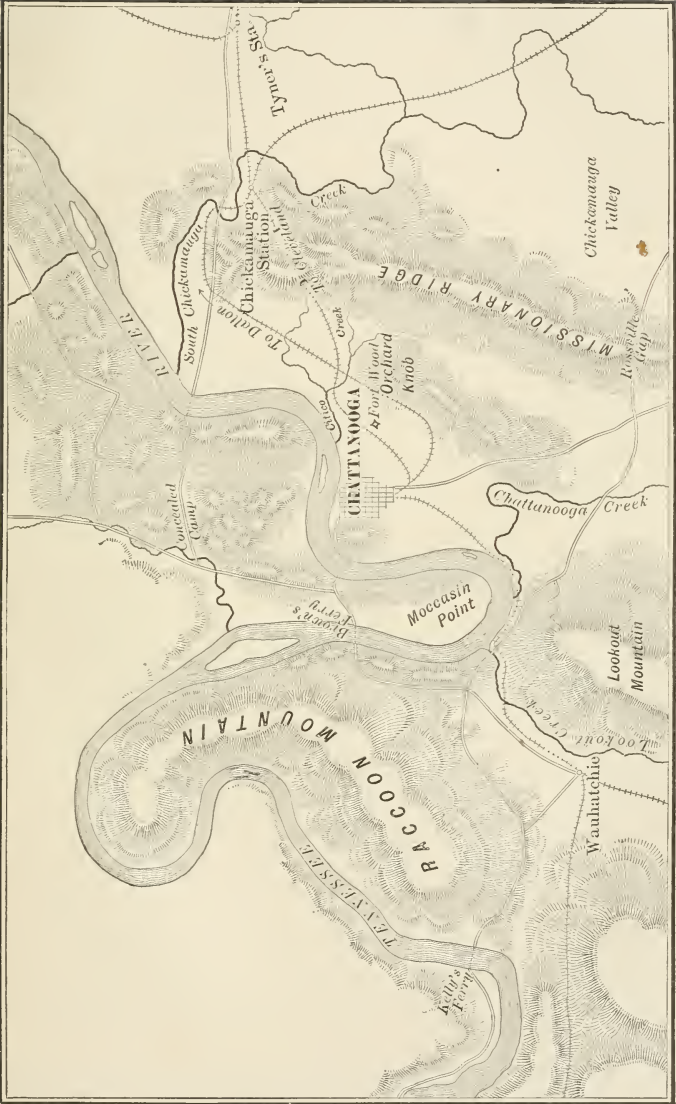 Tyner's Sta
Chickamauga
Valley
Creek
Chickamauga
Station
To Cleveland
South Chickamauga
To Dalton
MISSIONARY RIDGE
RIVER
Rossville
Gap
Citico
Creek
Fort Wood
Orchard
Knob
CHATTANOOGA
Concealed
Camp
Chattanooga Creek
Brown's
Ferry
Moccasin
Point
Lookout
Mountain
Lookout Creek
RACCOON MOUNTAIN
Wauhatchie
TENNESSEE
Kelly's
Ferry